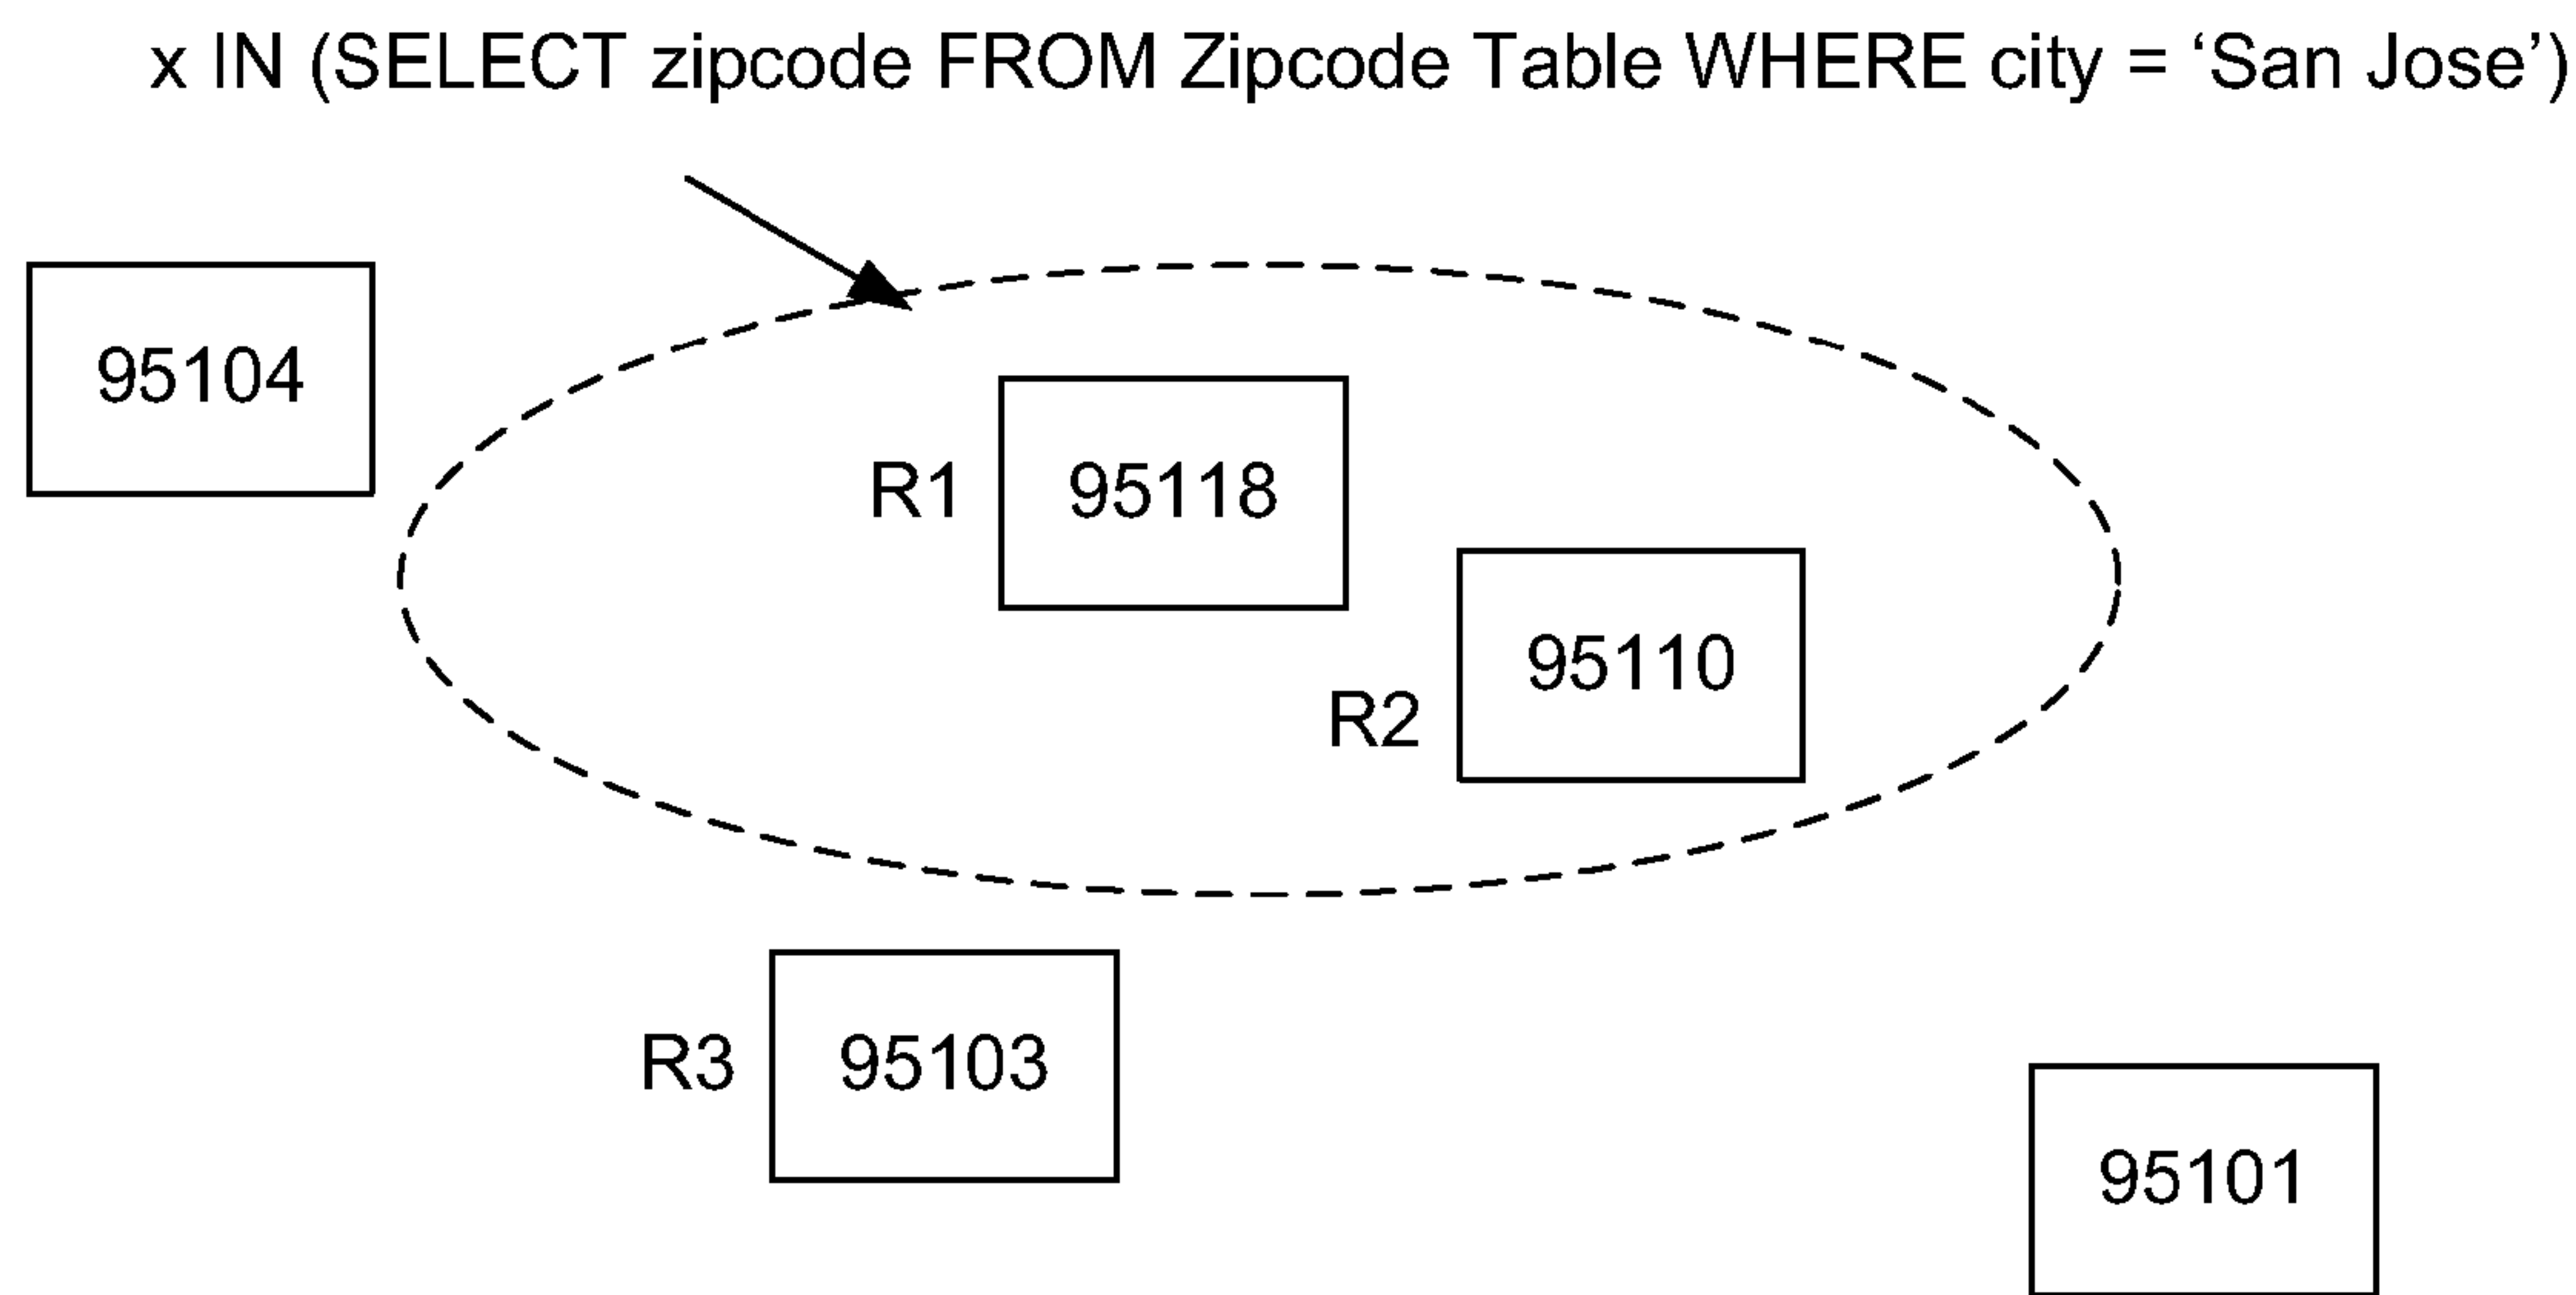 x IN (SELECT zipcode FROM Zipcode Table WHERE city = ‘San Jose’)
95104
R1 95118
95110
R2
R3 95103
95101